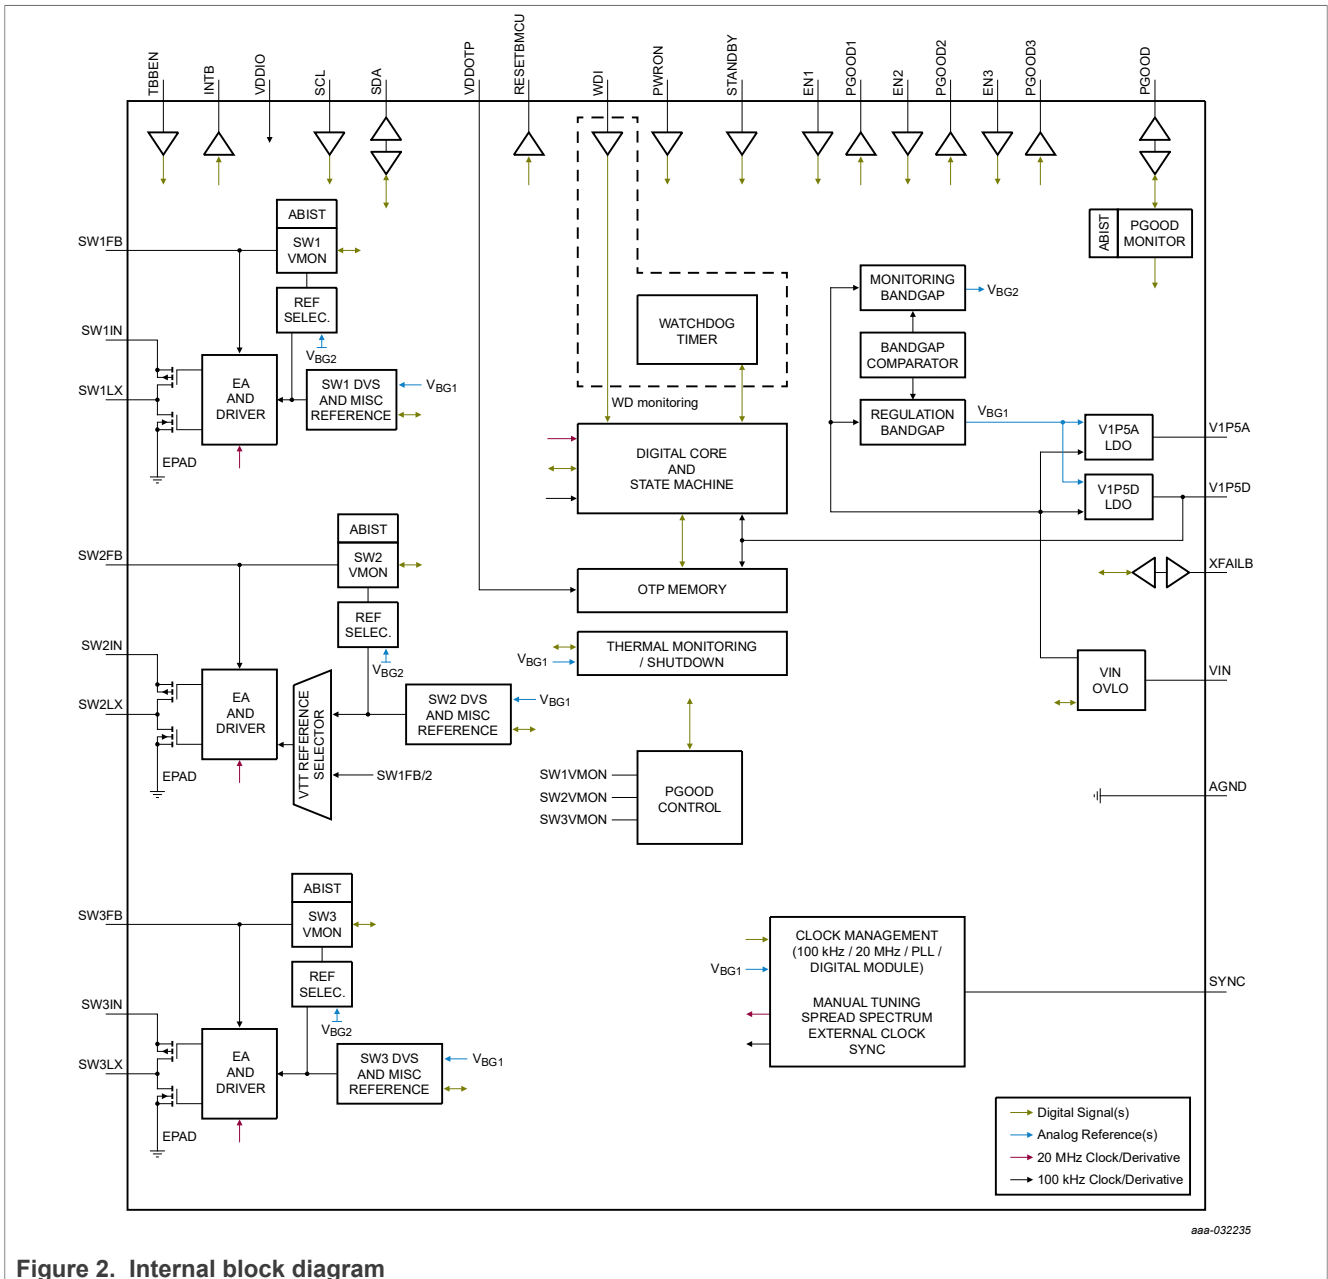 TBBEN
INTB
VDDIO
SCL
SDA
VDDOTP
RESETBMCU
WDI
PWRON
STANDBY
EN1
PGOOD1
EN2
PGOOD2
EN3
PGOOD3
PGOOD
SW1FB
ABIST
SW1
VMON
REF
SELEC.
VBG2
SW1IN
SW1LX
EA
AND
DRIVER
SW1 DVS
AND MISC
REFERENCE
VBG1
EPAD
WATCHDOG
TIMER
WD monitoring
DIGITAL CORE
AND
STATE MACHINE
OTP MEMORY
THERMAL MONITORING
/ SHUTDOWN
VBG1
ABIST
PGOOD
MONITOR
MONITORING
BANDGAP
VBG2
BANDGAP
COMPARATOR
REGULATION
BANDGAP
VBG1
V1P5A
LDO
V1P5A
V1P5D
LDO
V1P5D
XFAILB
VIN
OVLO
VIN
AGND
SW2FB
ABIST
SW2
VMON
REF
SELEC.
VBG2
SW2IN
SW2LX
EA
AND
DRIVER
VTT REFERENCE
SELECTOR
SW2 DVS
AND MISC
REFERENCE
VBG1
SW1FB/2
EPAD
SW1VMON
SW2VMON
SW3VMON
PGOOD
CONTROL
SW3FB
ABIST
SW3
VMON
REF
SELEC.
VBG2
SW3IN
SW3LX
EA
AND
DRIVER
SW3 DVS
AND MISC
REFERENCE
VBG1
EPAD
CLOCK MANAGEMENT
(100 kHz / 20 MHz / PLL /
DIGITAL MODULE)
VBG1
MANUAL TUNING
SPREAD SPECTRUM
EXTERNAL CLOCK
SYNC
SYNC
Digital Signal(s)
Analog Reference(s)
20 MHz Clock/Derivative
100 kHz Clock/Derivative
aaa-032235
Figure 2. Internal block diagram